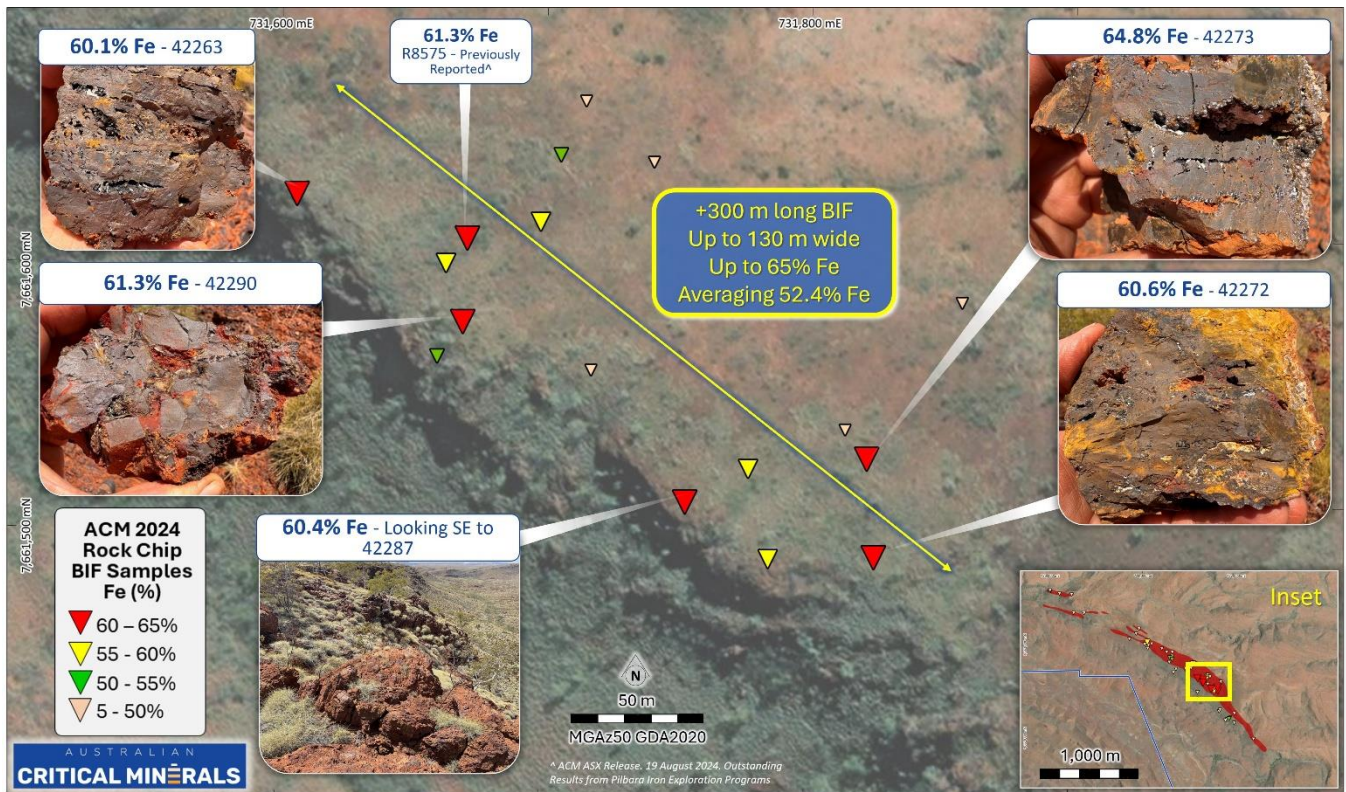 731,600 mE
731,800 mE
60.1% Fe - 42263
61.3% Fe
R8575 - Previously
Reported^
64.8% Fe - 42273
7,661,600 mN
+300 m long BIF
Up to 130 m wide
Up to 65% Fe
Averaging 52.4% Fe
61.3% Fe - 42290
60.6% Fe - 42272
7,661,500 mN
ACM 2024
Rock Chip
BIF Samples
Fe (%)
60 – 65%
55 - 60%
50 - 55%
5 - 50%
60.4% Fe - Looking SE to
42287
N
50 m
MGAz50 GDA2020
^ ACM ASX Release. 19 August 2024. Outstanding
Results from Pilbara Iron Exploration Programs
Inset
1,000 m
AUSTRALIAN
CRITICAL MINERALS